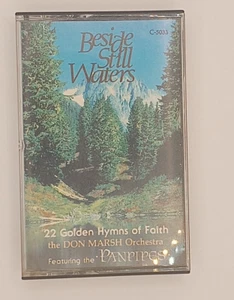 Beside
Still
Waters
C-5033
22 Golden Hymns of Faith
the DON MARSH Orchestra
Featuring the "PANPIPES"